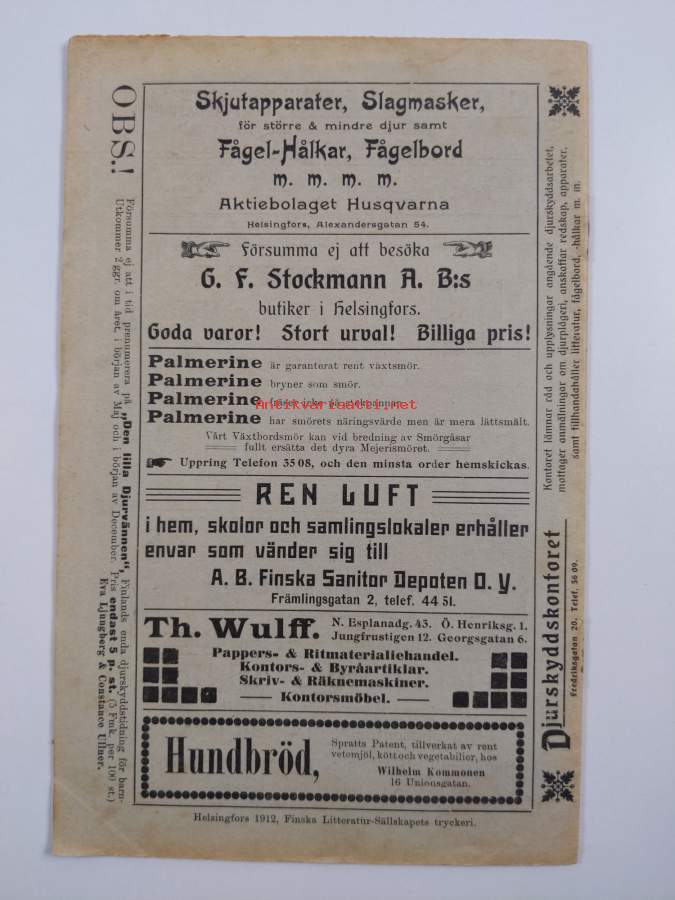 OBS.!
Försumma ej att i tid prenumerera på „Den lilla Djurvännen“, Finlands enda djurskyddstidning för barn-
Utkommer 2 ggr. om året, i början av Maj och i början av December. Pris endast 5 p. st. (5 Fmk. per 100 st.)
Eva Ljungberg & Constance Ullner.
Skjutapparater, Slagmasker,
för större & mindre djur samt
Fågel-Hålkar, Fågelbord
m. m. m. m.
Aktiebolaget Husqvarna
Helsingfors, Alexandersgatan 54.
Försumma ej att besöka
G. F. Stockmann A. B:s
butiker i Helsingfors.
Goda varor! Stort urval! Billiga pris!
Palmerine är garanterat rent växtsmör.
Palmerine bryner som smör.
Palmerine
antikvariaatti.net
Palmerine har smörets näringsvärde men är mera lättsmält.
Vårt Växtbordsmör kan vid bredning av Smörgåsar
fullt ersätta det dyra Mejerismöret.
Uppring Telefon 35 08, och den minsta order hemskickas.
REN LUFT
i hem, skolor och samlingslokaler erhåller
envar som vänder sig till
A. B. Finska Sanitor Depoten O. Y.
Främlingsgatan 2, telef. 44 51.
Th. Wulff. N. Esplanadg. 43. Ö. Henriksg. 1.
Jungfrustigen 12. Georgsgatan 6.
Pappers- & Ritmaterialiehandel.
Kontors- & Byråartiklar.
Skriv- & Räknemaskiner.
Kontorsmöbel.
Hundbröd,
Spratts Patent, tillverkat av rent
vetemjöl, kött och vegetabilier, hos
Wilhelm Kommonen
16 Unionsgatan.
Helsingfors 1912, Finska Litteratur-Sällskapets tryckeri.
Djurskyddskontoret
Fredriksgatan 20. Telef. 56 09.
Kontoret lämnar råd och upplysningar angående djurskyddsarbetet,
mottager anmälningar om djurplågeri, anskaffar redskap, apparater,
samt tillhandahåller litteratur, fågelbord, -hålkar m. m.